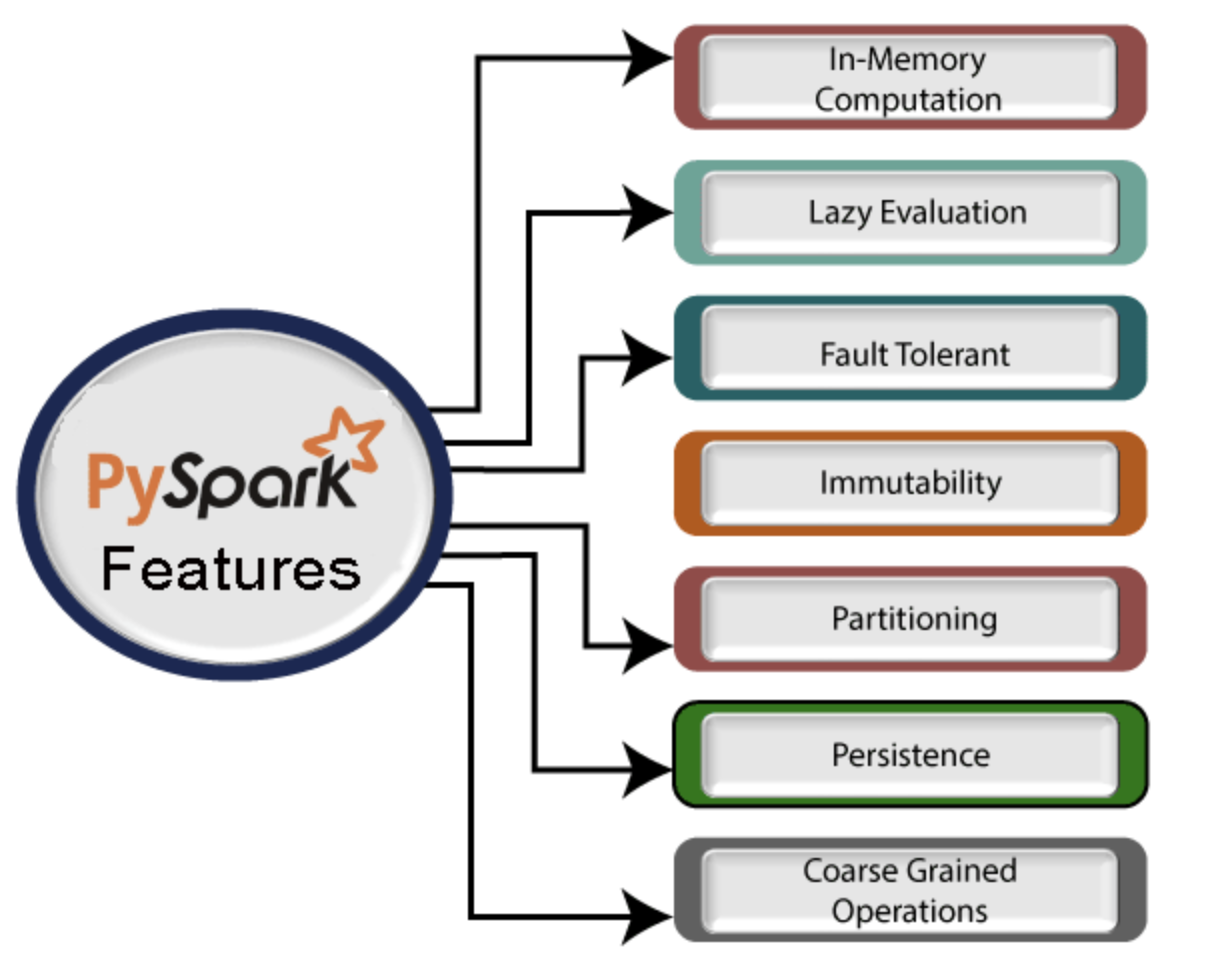 In-Memory
Computation
Lazy Evaluation
Fault Tolerant
PySpark
Features
Immutability
Partitioning
Persistence
Coarse Grained
Operations